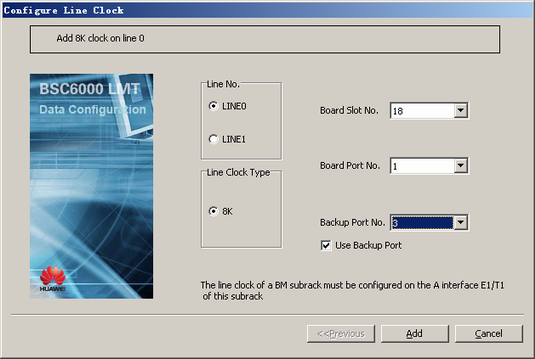 Configure Line Clock
Add 8K clock on line 0
BSC6000 LMT
Data Configuration
HUAWEI
Line No.
LINE0
LINE1
Line Clock Type
8K
Board Slot No. 18
Board Port No. 1
Backup Port No. 3
Use Backup Port
The line clock of a BM subrack must be configured on the A interface E1/T1
of this subrack
<<Previous Add Cancel